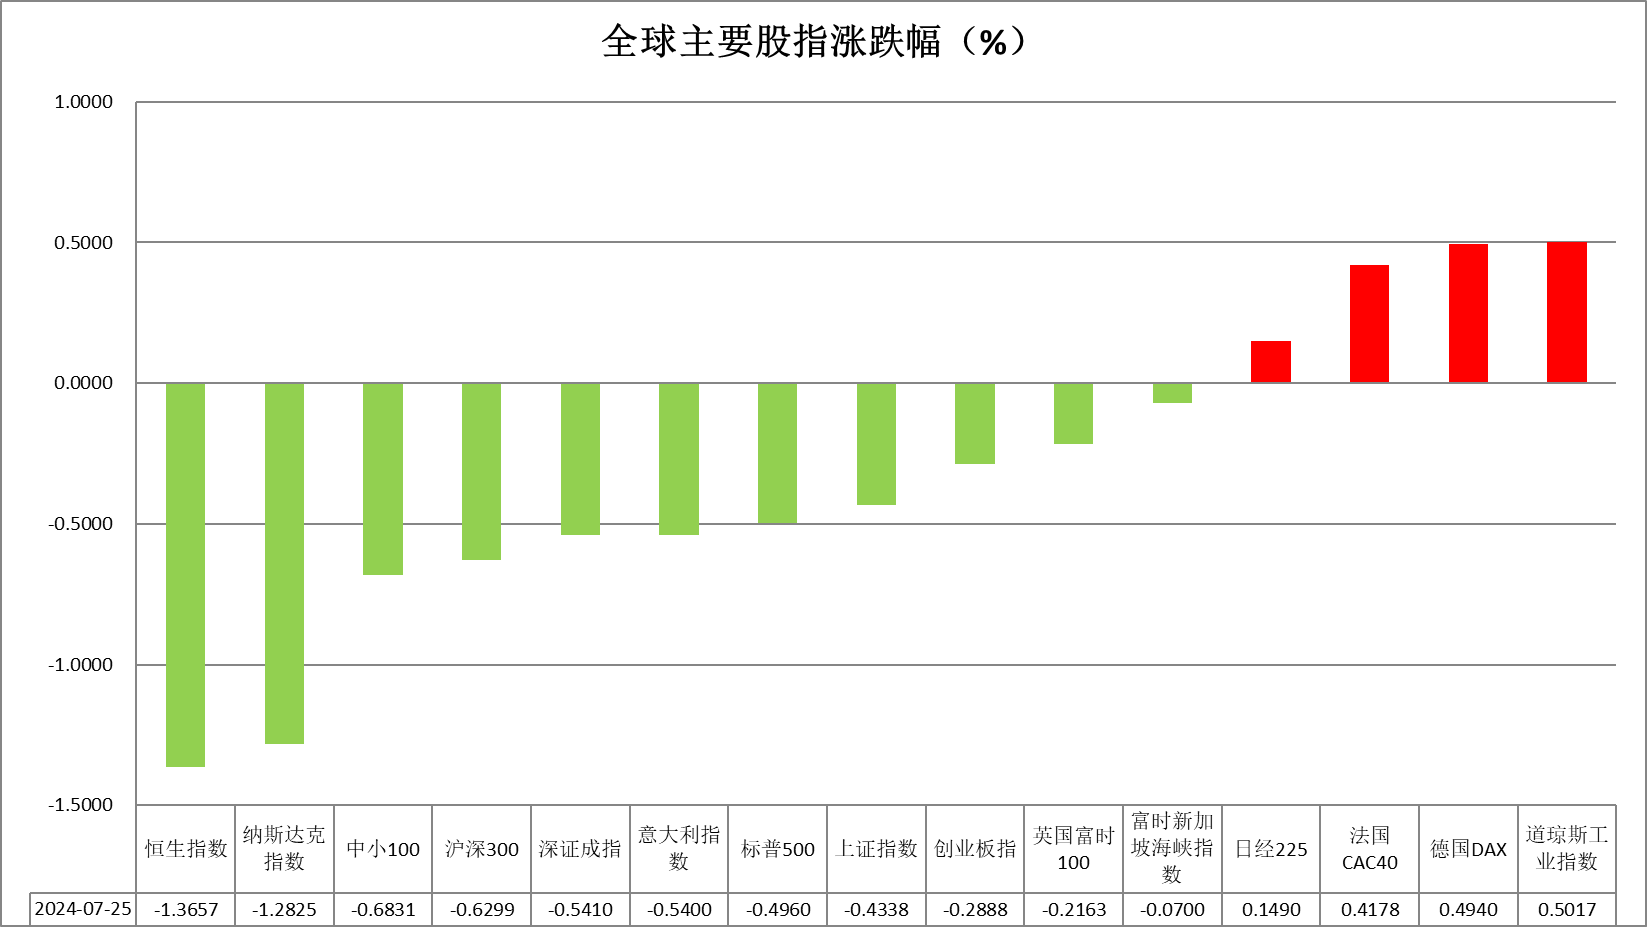 全球主要股指涨跌幅（%）
1.0000
0.5000
0.0000
-0.5000
-1.0000
-1.5000
恒生指数
纳斯达克
指数
中小100
沪深300
深证成指
意大利指
数
标普500
上证指数
创业板指
英国富时
100
富时新加
坡海峡指
数
日经225
法国
CAC40
德国DAX
道琼斯工
业指数
2024-07-25 -1.3657 -1.2825 -0.6831 -0.6299 -0.5410 -0.5400 -0.4960 -0.4338 -0.2888 -0.2163 -0.0700 0.1490 0.4178 0.4940 0.5017